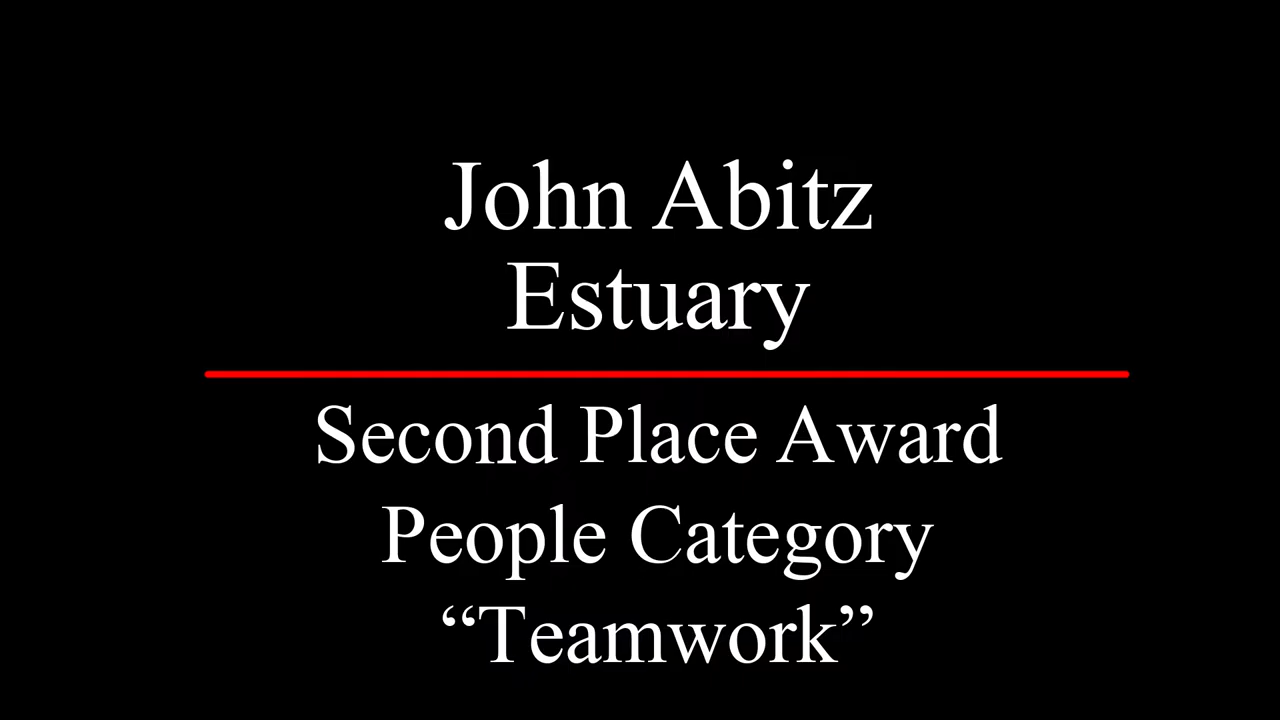 John Abitz
Estuary
Second Place Award
People Category
“Teamwork”